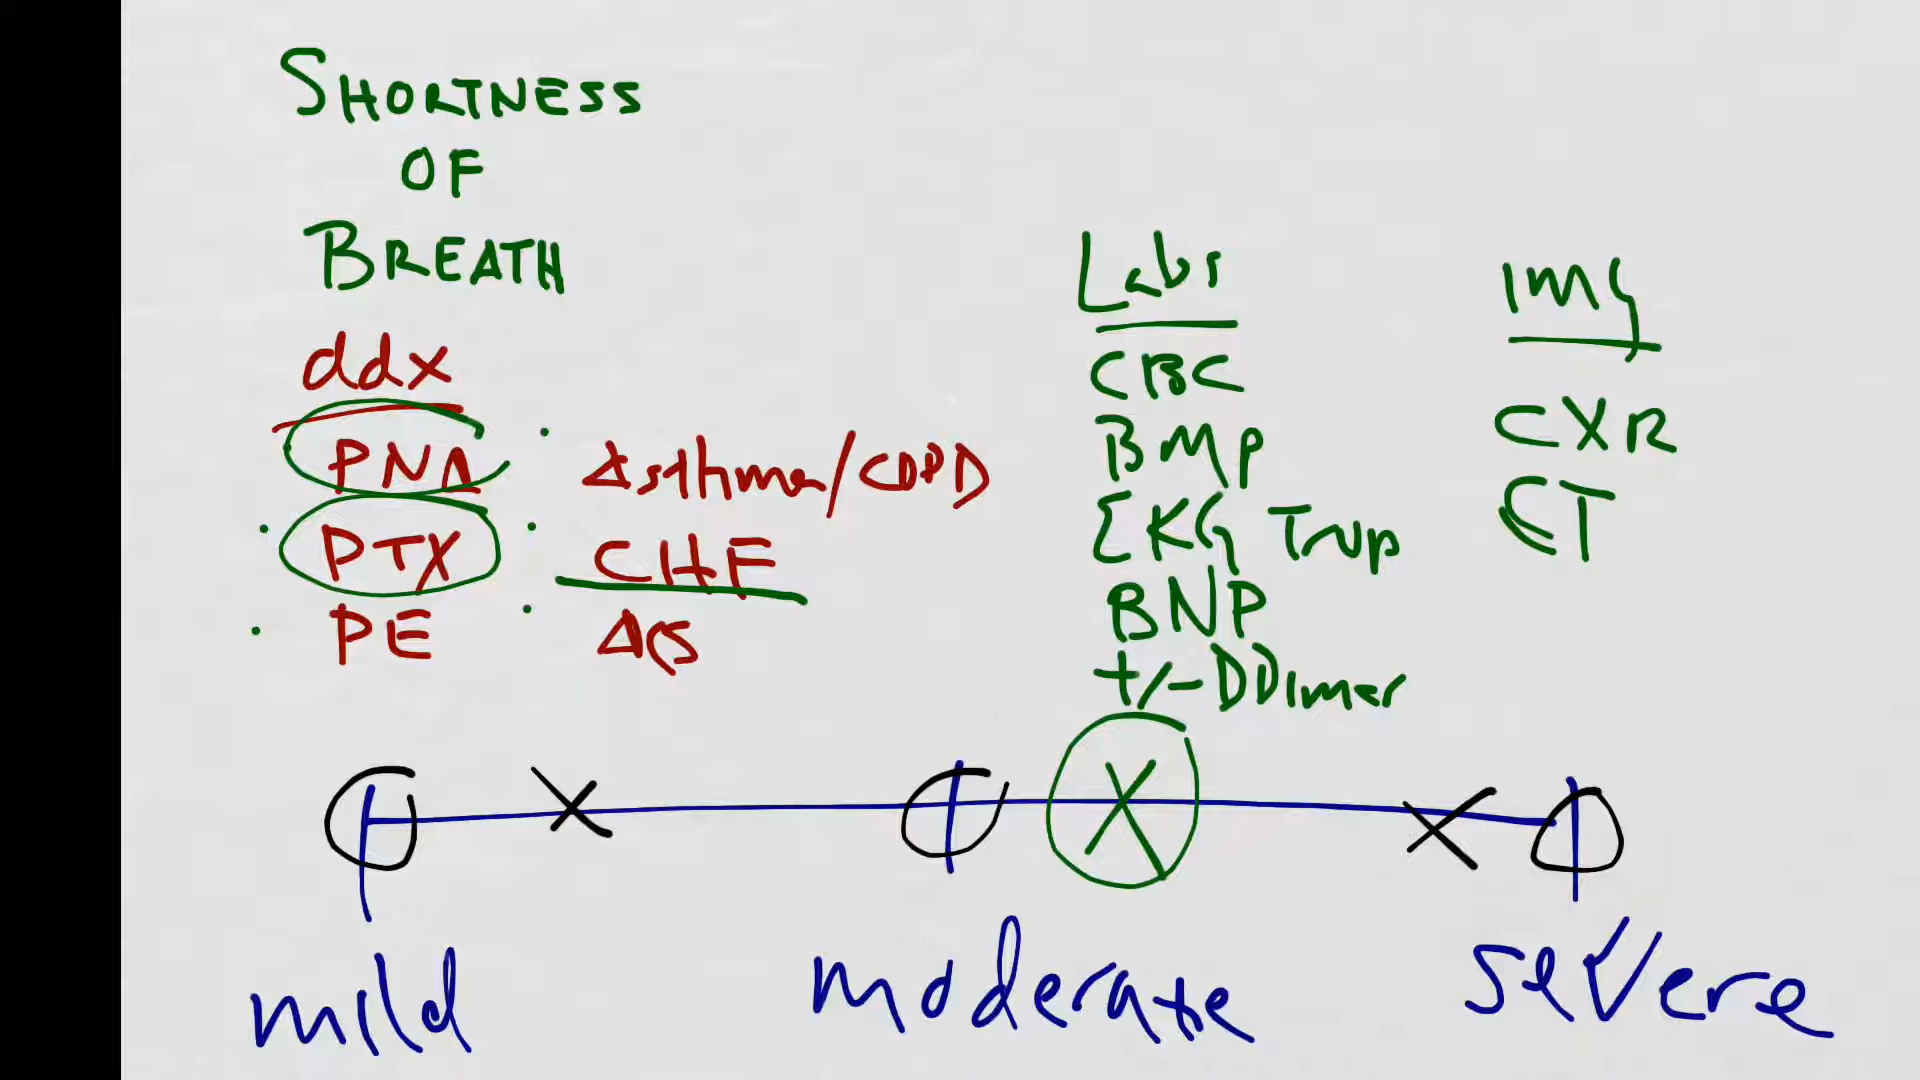 SHORTNESS
OF
BREATH
ddx
PNA
PTX
PE
Asthma/COPD
CHF
ACS
Labs
CBC
BMP
EKG Trop
BNP
+/- DDimer
Img
CXR
CT
mild
moderate
severe